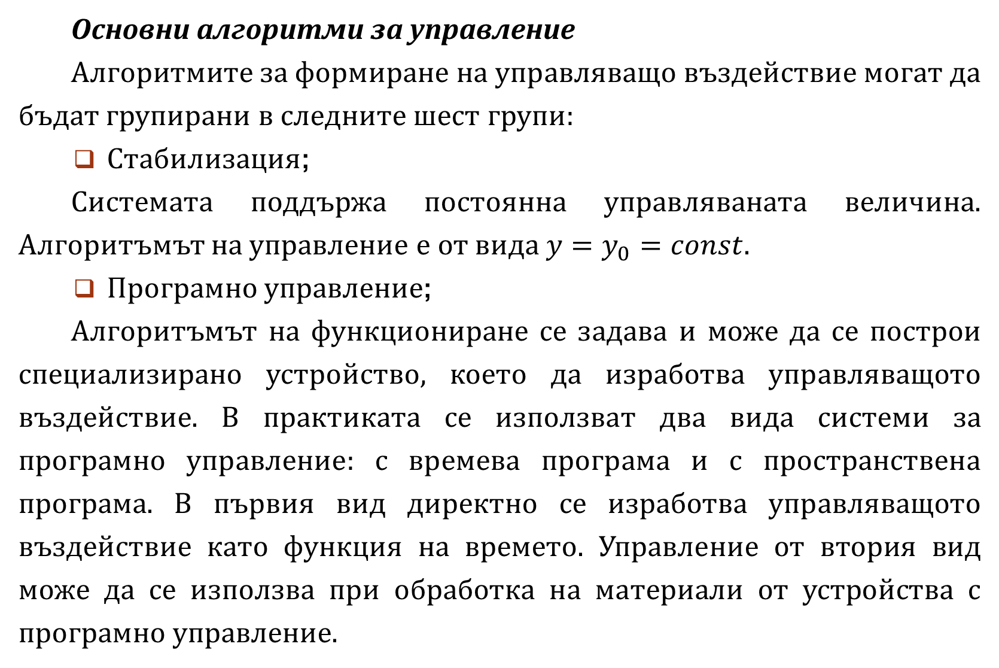 Основни алгоритми за управление
Алгоритмите за формиране на управляващо въздействие могат да
бъдат групирани в следните шест групи:
❑ Стабилизация;
Системата поддържа постоянна управляваната величина.
Алгоритъмът на управление е от вида y = y₀ = const.
❑ Програмно управление;
Алгоритъмът на функциониране се задава и може да се построи
специализирано устройство, което да изработва управляващото
въздействие. В практиката се използват два вида системи за
програмно управление: с времева програма и с пространствена
програма. В първия вид директно се изработва управляващото
въздействие като функция на времето. Управление от втория вид
може да се използва при обработка на материали от устройства с
програмно управление.